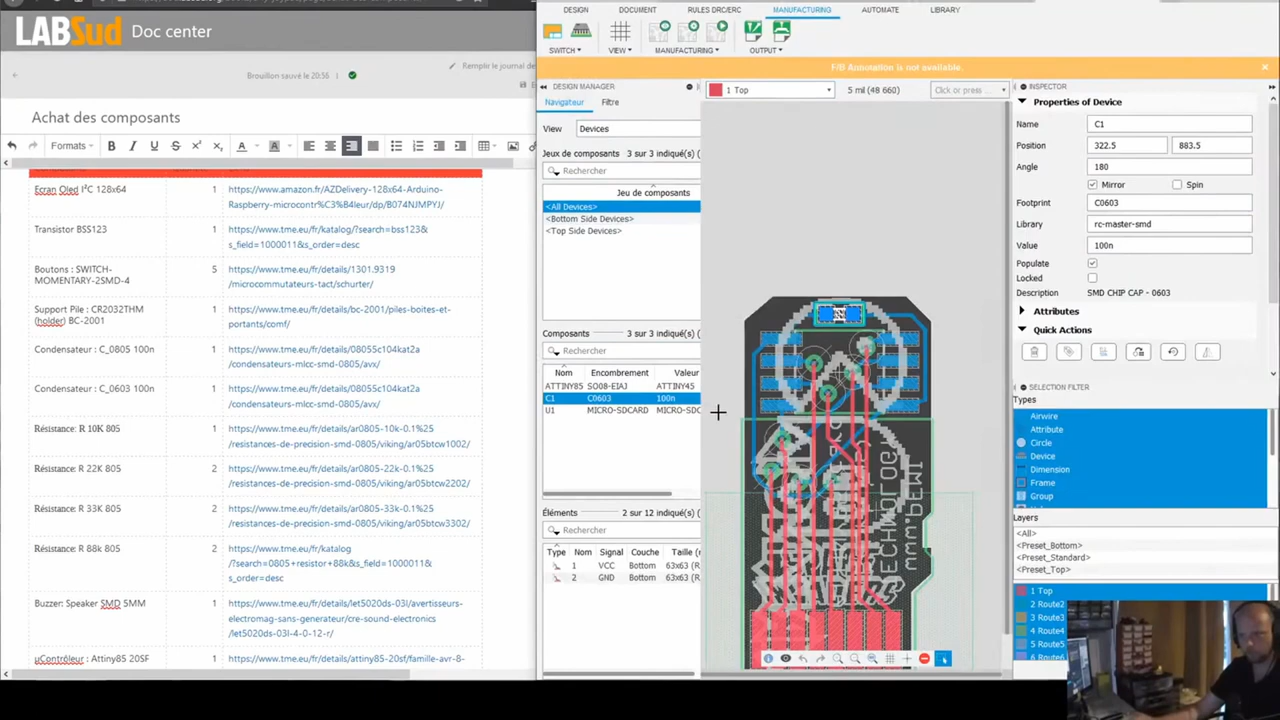 LABSud Doc center
Remplir le journal de
Brouillon sauvé le 20:56
Achat des composants
Formats
Ecran Oled I²C 128x64
1
https://www.amazon.fr/AZDelivery-128x64-Arduino-
Raspberry-microcontr%C3%B4leur/dp/B074NJMPYJ/
Transistor BSS123
1
https://www.tme.eu/fr/katalog/?search=bss123&
s_field=1000011&s_order=desc
Boutons : SWITCH-
MOMENTARY-2SMD-4
5
https://www.tme.eu/fr/details/1301.9319
/microcommutateurs-tact/schurter/
Support Pile : CR2032THM
(holder) BC-2001
1
https://www.tme.eu/fr/details/bc-2001/piles-boites-et-
portants/comf/
Condensateur : C_0805 100n
1
https://www.tme.eu/fr/details/08055c104kat2a
/condensateurs-mlcc-smd-0805/avx/
Condensateur : C_0603 100n
1
https://www.tme.eu/fr/details/08055c104kat2a
/condensateurs-mlcc-smd-0805/avx/
Résistance: R 10K 805
1
https://www.tme.eu/fr/details/ar0805-10k-0.1%25
/resistances-de-precision-smd-0805/viking/ar05btcw1002/
Résistance: R 22K 805
2
https://www.tme.eu/fr/details/ar0805-22k-0.1%25
/resistances-de-precision-smd-0805/viking/ar05btcw2202/
Résistance: R 33K 805
2
https://www.tme.eu/fr/details/ar0805-33k-0.1%25
/resistances-de-precision-smd-0805/viking/ar05btcw3302/
Résistance: R 88k 805
2
https://www.tme.eu/fr/katalog
/?search=0805+resistor+88k&s_field=1000011&
s_order=desc
Buzzer: Speaker SMD 5MM
1
https://www.tme.eu/fr/details/let5020ds-03l/avertisseurs-
electromag-sans-generateur/cre-sound-electronics
/let5020ds-03l-4-0-12-r/
µContrôleur : Attiny85 20SF
1
https://www.tme.eu/fr/details/attiny85-20sf/famille-avr-8-
DESIGN
DOCUMENT
RULES DRC/ERC
MANUFACTURING
AUTOMATE
LIBRARY
SWITCH
VIEW
MANUFACTURING
OUTPUT
F/B Annotation is not available.
DESIGN MANAGER
Navigateur
Filtre
View
Devices
Jeux de composants
3 sur 3 indiqué(s) (
Rechercher
Jeu de composants
<All Devices>
<Bottom Side Devices>
<Top Side Devices>
Composants
3 sur 3 indiqué(s) (
Rechercher
Nom
Encombrement
Valeur
ATTINY85
SO08-EIAJ
ATTINY45
C1
C0603
100n
U1
MICRO-SDCARD
MICRO-SDC
Éléments
2 sur 12 indiqué(s) (
Rechercher
Type
Nom
Signal
Couche
Taille (
1
VCC
Bottom
63x63 (R
2
GND
Bottom
63x63 (R
1 Top
5 mil (48 660)
Click or press
www.
INSPECTOR
Properties of Device
Name
C1
Position
322.5
883.5
Angle
180
Mirror
Spin
Footprint
C0603
Library
rc-master-smd
Value
100n
Populate
Locked
Description
SMD CHIP CAP - 0603
Attributes
Quick Actions
SELECTION FILTER
Types
Airwire
Attribute
Circle
Device
Dimension
Frame
Group
Layers
<All>
<Preset_Bottom>
<Preset_Standard>
<Preset_Top>
1 Top
2 Route2
3 Route3
4 Route4
5 Route5
6 Route6